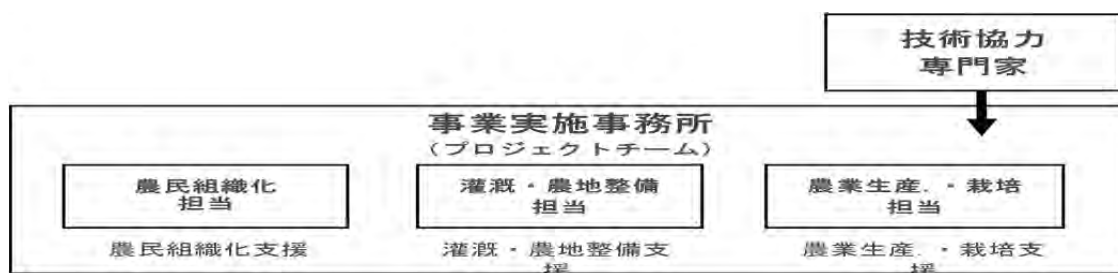 技術協力
専門家
事業実施事務所
(プロジェクトチーム)
農民組織化
担当
灌漑・農地整備
担当
農業生産.・栽培
担当
農民組織化支援
灌漑・農地整備支
援
農業生産.・栽培支
援